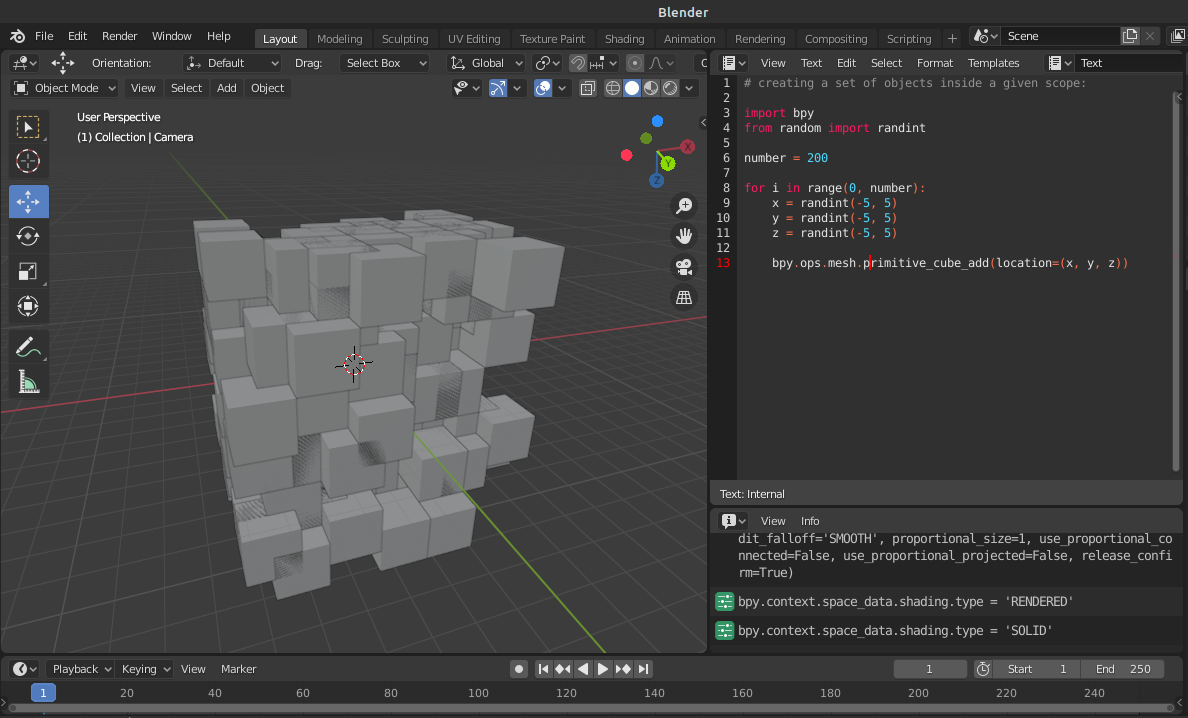 Blender
File Edit Render Window Help Layout Modeling Sculpting UV Editing Texture Paint Shading Animation Rendering Compositing Scripting + Scene
Orientation: Default Drag: Select Box Global
Object Mode View Select Add Object
User Perspective
(1) Collection | Camera
X
Y
Z
View Text Edit Select Format Templates Text
1 # creating a set of objects inside a given scope:
2
3 import bpy
4 from random import randint
5
6 number = 200
7
8 for i in range(0, number):
9     x = randint(-5, 5)
10     y = randint(-5, 5)
11     z = randint(-5, 5)
12
13     bpy.ops.mesh.primitive_cube_add(location=(x, y, z))
Text: Internal
View Info
dit_falloff='SMOOTH', proportional_size=1, use_proportional_co
nnected=False, use_proportional_projected=False, release_confi
rm=True)
bpy.context.space_data.shading.type = 'RENDERED'
bpy.context.space_data.shading.type = 'SOLID'
Playback Keying View Marker 1 Start 1 End 250
1 20 40 60 80 100 120 140 160 180 200 220 240